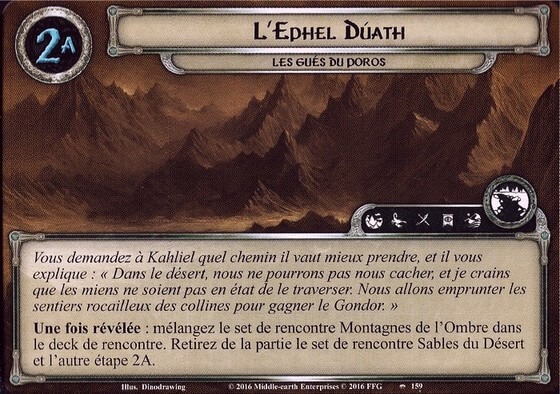 2A
L'Ephel Dúath
Les Gués du Poros
Vous demandez à Kahliel quel chemin il vaut mieux prendre, et il vous
explique : « Dans le désert, nous ne pourrons pas nous cacher, et je crains
que les miens ne soient pas en état de le traverser. Nous allons emprunter les
sentiers rocailleux des collines pour gagner le Gondor. »
Une fois révélée : mélangez le set de rencontre Montagnes de l'Ombre dans
le deck de rencontre. Retirez de la partie le set de rencontre Sables du Désert
et l'autre étape 2A.
Illus. Dinodrawing © 2016 Middle-earth Enterprises © 2016 FFG 159